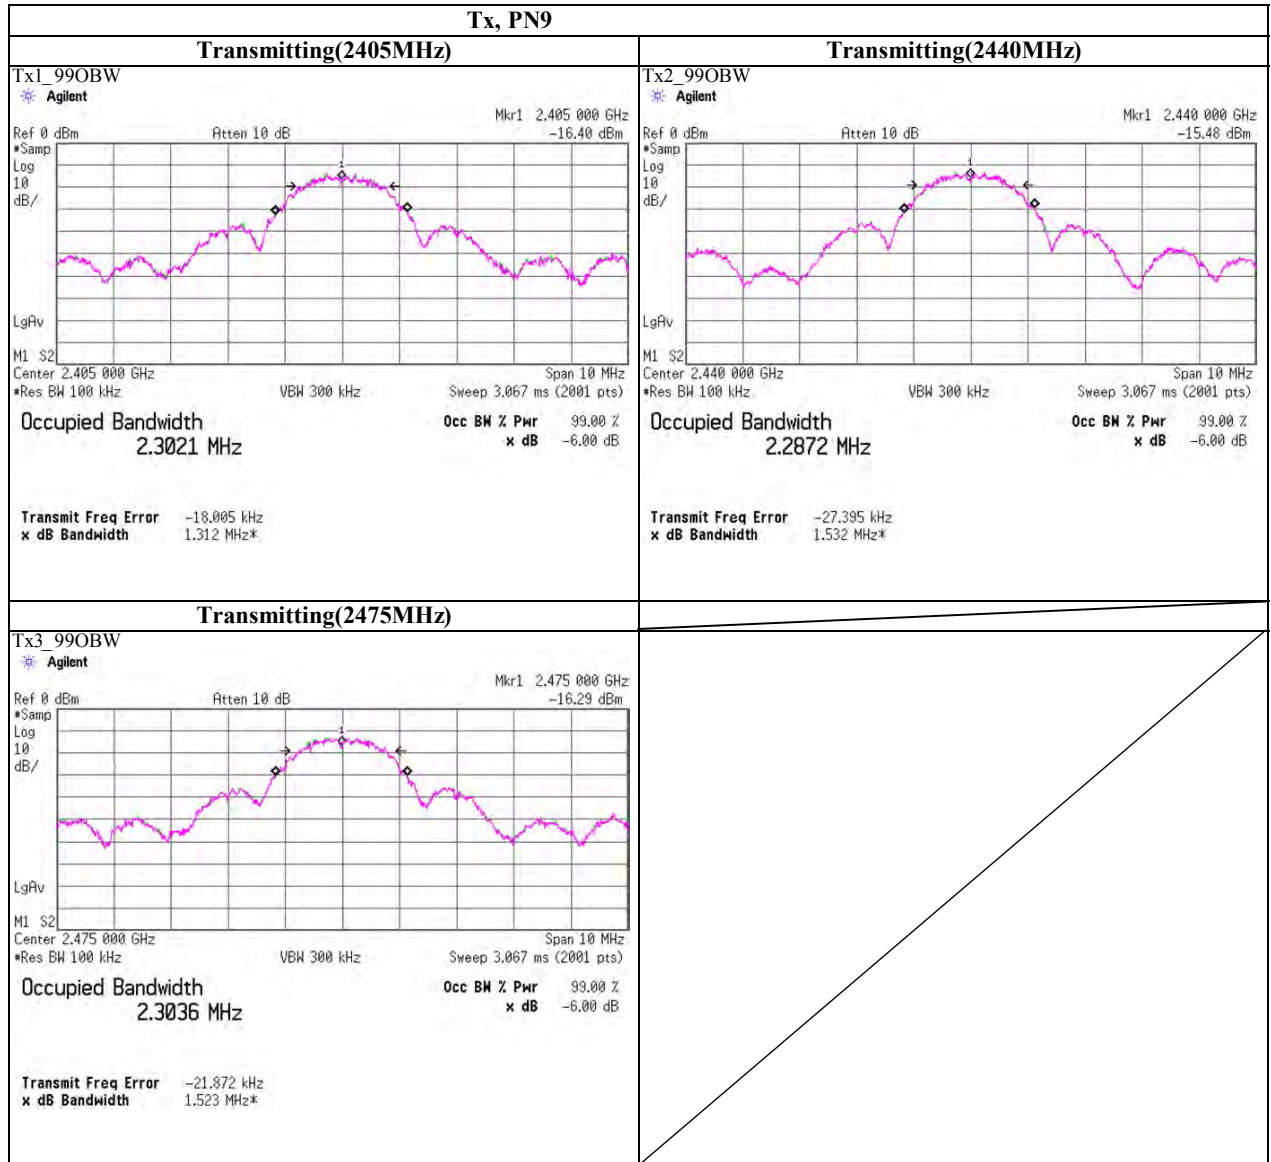 Tx, PN9
Transmitting(2405MHz)
Transmitting(2440MHz)
Tx1_99OBW
Agilent
Mkr1 2.405 000 GHz
Ref 0 dBm Atten 10 dB -16.40 dBm
#Samp
Log
10
dB/
1
LgAv
M1 S2
Center 2.405 000 GHz Span 10 MHz
#Res BW 100 kHz VBW 300 kHz Sweep 3.067 ms (2001 pts)
Occupied Bandwidth Occ BW % Pwr 99.00 %
2.3021 MHz x dB -6.00 dB
Transmit Freq Error -18.005 kHz
x dB Bandwidth 1.312 MHz*
Tx2_99OBW
Agilent
Mkr1 2.440 000 GHz
Ref 0 dBm Atten 10 dB -15.48 dBm
#Samp
Log
10
dB/
1
LgAv
M1 S2
Center 2.440 000 GHz Span 10 MHz
#Res BW 100 kHz VBW 300 kHz Sweep 3.067 ms (2001 pts)
Occupied Bandwidth Occ BW % Pwr 99.00 %
2.2872 MHz x dB -6.00 dB
Transmit Freq Error -27.395 kHz
x dB Bandwidth 1.532 MHz*
Transmitting(2475MHz)
Tx3_99OBW
Agilent
Mkr1 2.475 000 GHz
Ref 0 dBm Atten 10 dB -16.29 dBm
#Samp
Log
10
dB/
1
LgAv
M1 S2
Center 2.475 000 GHz Span 10 MHz
#Res BW 100 kHz VBW 300 kHz Sweep 3.067 ms (2001 pts)
Occupied Bandwidth Occ BW % Pwr 99.00 %
2.3036 MHz x dB -6.00 dB
Transmit Freq Error -21.872 kHz
x dB Bandwidth 1.523 MHz*